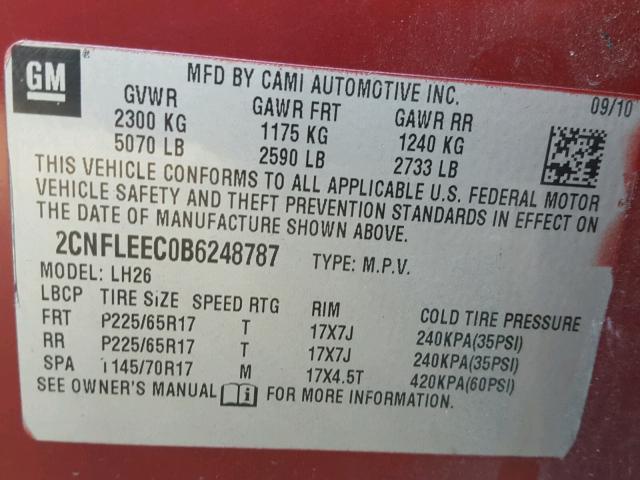 GM
MFD BY CAMI AUTOMOTIVE INC.
09/10
GVWR GAWR FRT GAWR RR
2300 KG 1175 KG 1240 KG
5070 LB 2590 LB 2733 LB
THIS VEHICLE CONFORMS TO ALL APPLICABLE U.S. FEDERAL MOTOR
VEHICLE SAFETY AND THEFT PREVENTION STANDARDS IN EFFECT ON
THE DATE OF MANUFACTURE SHOWN ABOVE.
2CNFLEEC0B6248787 TYPE: M.P.V.
MODEL: LH26
LBCP TIRE SIZE SPEED RTG RIM COLD TIRE PRESSURE
FRT P225/65R17 T 17X7J 240KPA(35PSI)
RR P225/65R17 T 17X7J 240KPA(35PSI)
SPA T145/70R17 M 17X4.5T 420KPA(60PSI)
SEE OWNER'S MANUAL i FOR MORE INFORMATION.